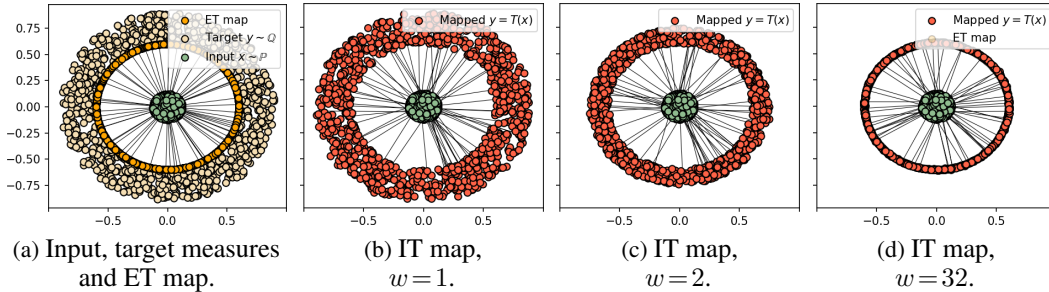 ET map
Target y ~ ℚ
Input x ~ ℙ
0.75
0.50
0.25
0.00
−0.25
−0.50
−0.75
−0.5 0.0 0.5
Mapped y = T(x)
−0.5 0.0 0.5
Mapped y = T(x)
−0.5 0.0 0.5
Mapped y = T(x)
ET map
−0.5 0.0 0.5
(a) Input, target measures
and ET map.
(b) IT map,
w=1.
(c) IT map,
w=2.
(d) IT map,
w=32.